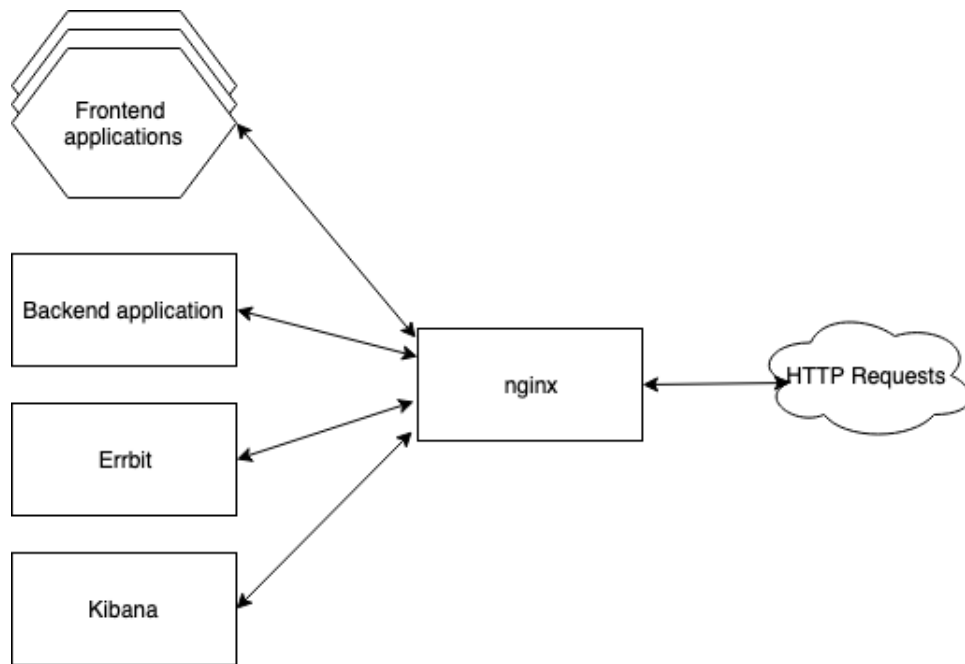 Frontend
applications
Backend application
nginx
HTTP Requests
Errbit
Kibana